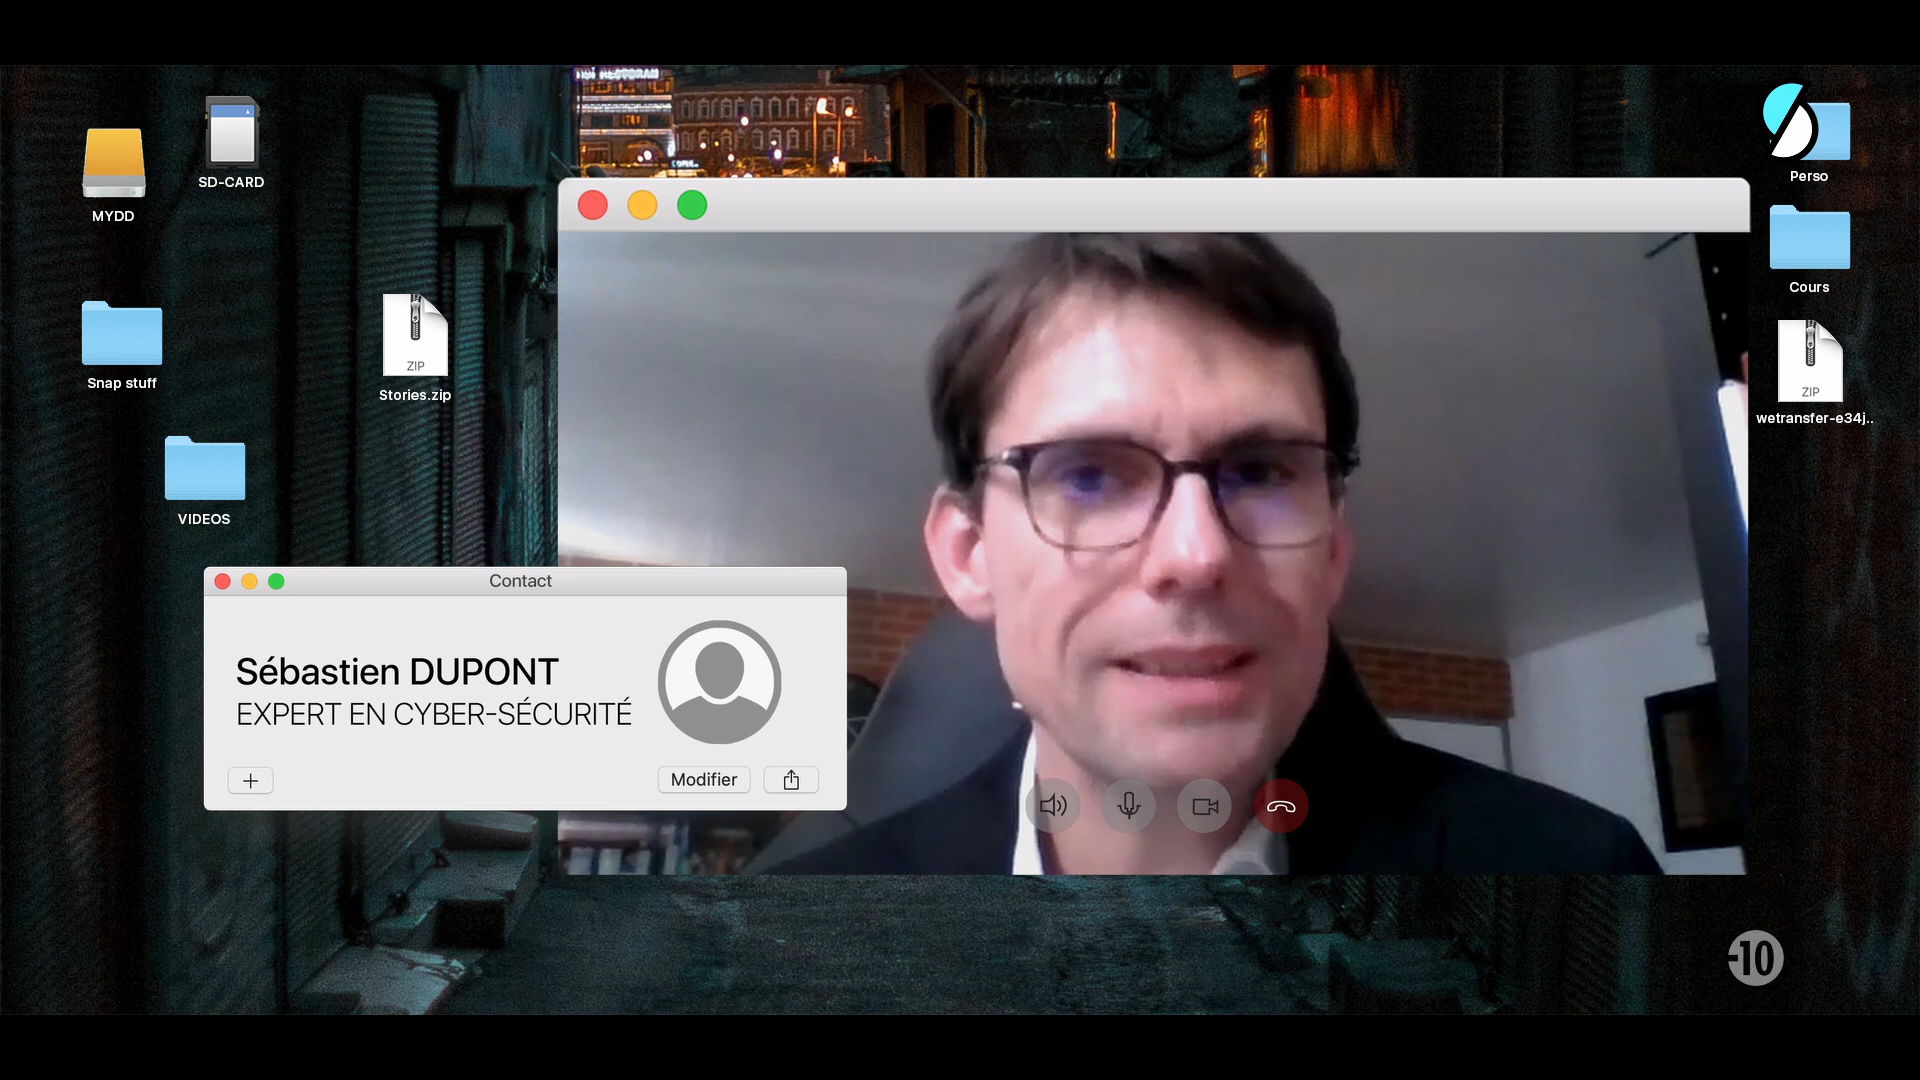 SD-CARD
MYDD
Perso
Cours
Snap stuff
ZIP
Stories.zip
ZIP
wetransfer-e34j..
VIDEOS
Contact
Sébastien DUPONT
EXPERT EN CYBER-SÉCURITÉ
Modifier
-10